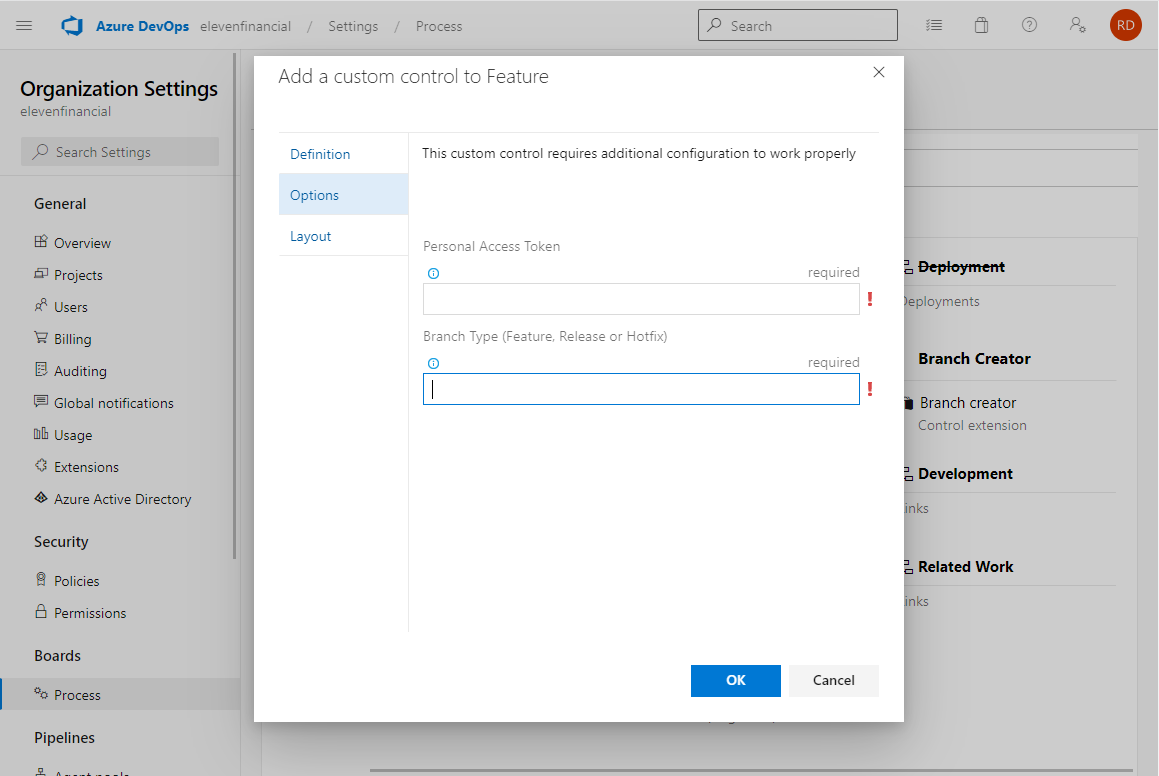 Azure DevOps elevenfinancial / Settings / Process
Search
RD
Organization Settings
elevenfinancial
Search Settings
General
Overview
Projects
Users
Billing
Auditing
Global notifications
Usage
Extensions
Azure Active Directory
Security
Policies
Permissions
Boards
Process
Pipelines
Agent pools
Add a custom control to Feature
Definition
Options
Layout
This custom control requires additional configuration to work properly
Personal Access Token
required
Branch Type (Feature, Release or Hotfix)
required
OK
Cancel
Deployment
Deployments
Branch Creator
Branch creator
Control extension
Development
Links
Related Work
Links